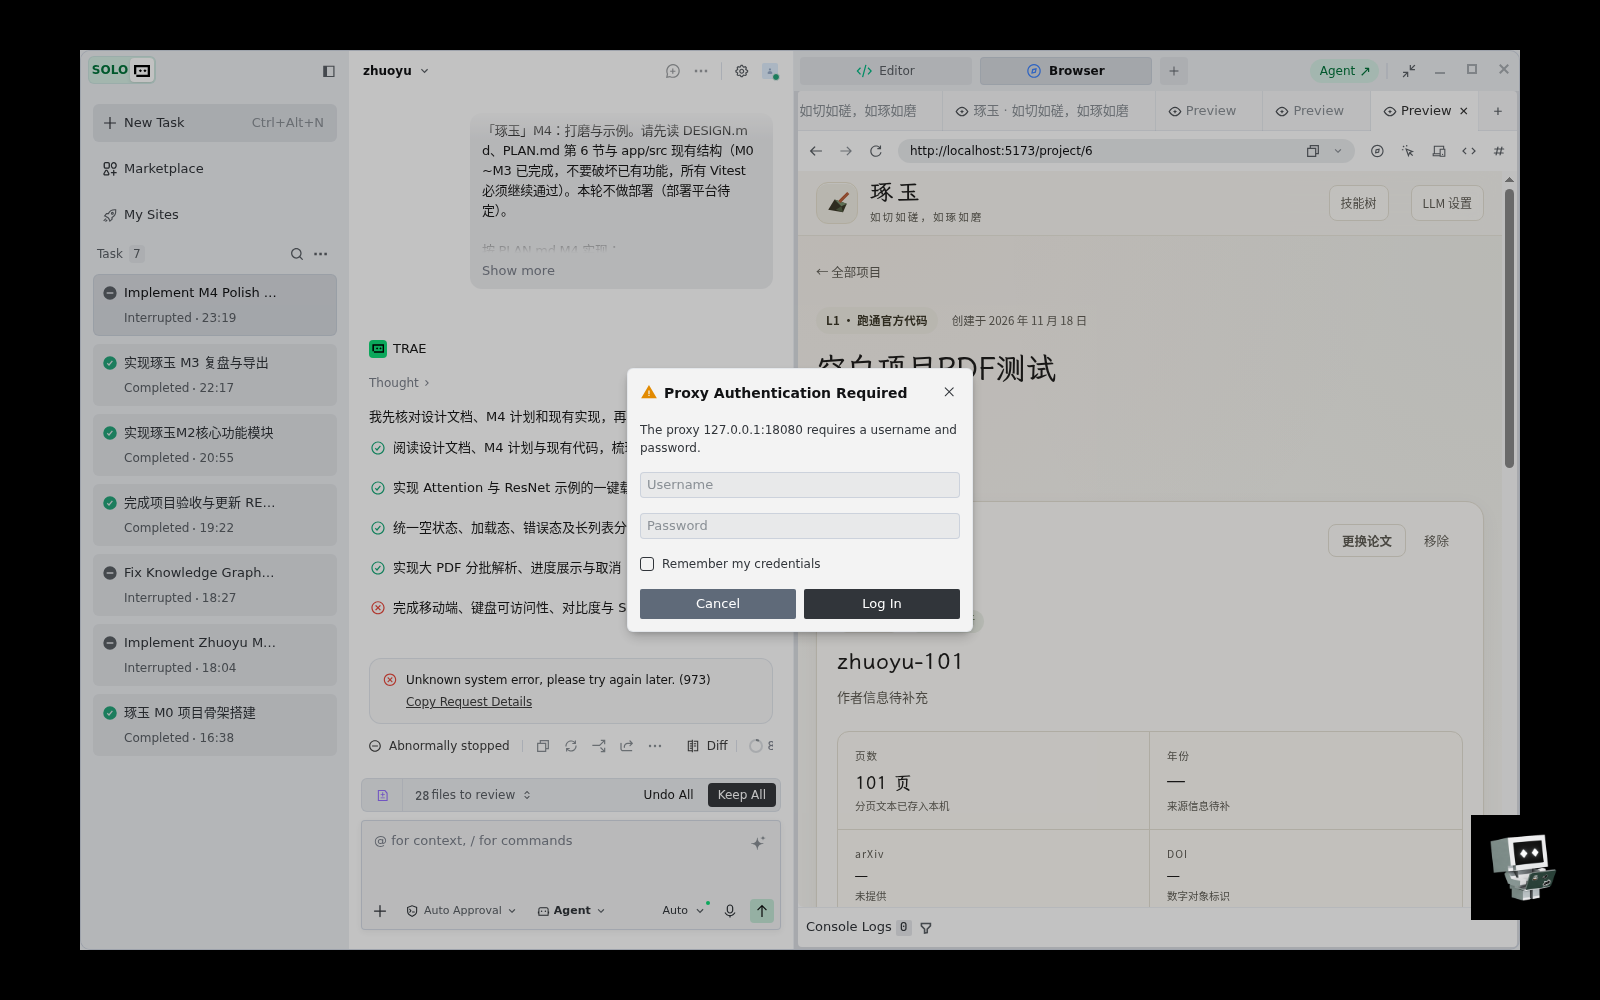 SOLO
New Task Ctrl+Alt+N
Marketplace
My Sites
Task 7
Implement M4 Polish ...
Interrupted · 23:19
实现琢玉 M3 复盘与导出
Completed · 22:17
实现琢玉M2核心功能模块
Completed · 20:55
完成项目验收与更新 RE...
Completed · 19:22
Fix Knowledge Graph...
Interrupted · 18:27
Implement Zhuoyu M...
Interrupted · 18:04
琢玉 M0 项目骨架搭建
Completed · 16:38
zhuoyu
「琢玉」M4：打磨与示例。请先读 DESIGN.m
d、PLAN.md 第 6 节与 app/src 现有结构（M0
~M3 已完成，不要破坏已有功能，所有 Vitest
必须继续通过）。本轮不做部署（部署平台待
定）。
按 PLAN.md M4 实现：
Show more
TRAE
Thought
我先核对设计文档、M4 计划和现有实现，再
阅读设计文档、M4 计划与现有代码，梳
实现 Attention 与 ResNet 示例的一键
统一空状态、加载态、错误态及长列表分
实现大 PDF 分批解析、进度展示与取消
完成移动端、键盘可访问性、对比度与 S
Unknown system error, please try again later. (973)
Copy Request Details
Abnormally stopped
Diff
8
28 files to review
Undo All
Keep All
@ for context, / for commands
Auto Approval
Agent
Auto
Editor
Browser
Agent
如切如磋，如琢如磨
琢玉 · 如切如磋，如琢如磨
Preview
Preview
Preview
http://localhost:5173/project/6
琢玉
如切如磋，如琢如磨
技能树
LLM 设置
← 全部项目
L1 · 跑通官方代码
创建于 2026 年 11 月 18 日
空白项目PDF测试
Proxy Authentication Required
The proxy 127.0.0.1:18080 requires a username and
password.
Username
Password
Remember my credentials
Cancel
Log In
更换论文
移除
zhuoyu-101
作者信息待补充
页数
101 页
分页文本已存入本机
年份
—
来源信息待补
arXiv
—
未提供
DOI
—
数字对象标识
Console Logs 0